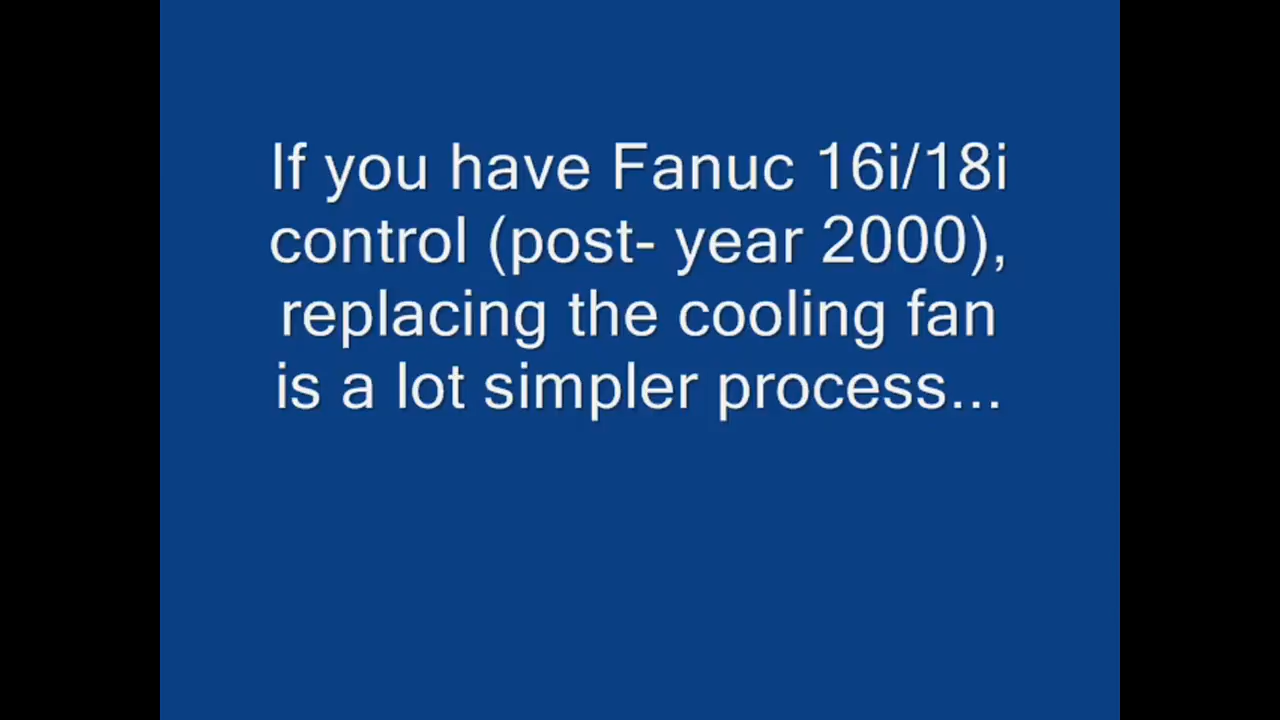 If you have Fanuc 16i/18i
control (post- year 2000),
replacing the cooling fan
is a lot simpler process...